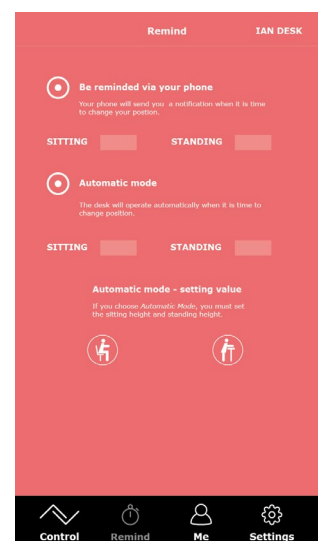 Remind IAN DESK
Be reminded via your phone
Your phone will send you a notification when it is time
to change your postion.
SITTING STANDING
Automatic mode
The desk will operate automatically when it is time to
change position.
SITTING STANDING
Automatic mode - setting value
If you choose Automatic Mode, you must set
the sitting height and standing height.
Control Remind Me Settings